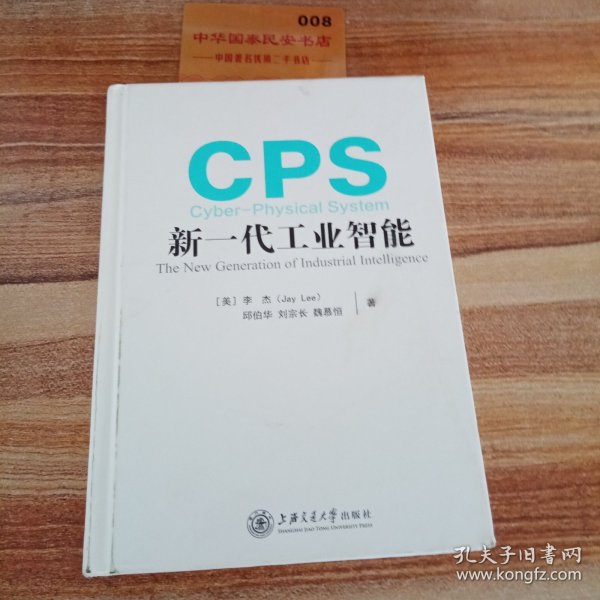 008
中华国泰民安书店
中国著名线销二手书店
CPS
Cyber-Physical System
新一代工业智能
The New Generation of Industrial Intelligence
[美] 李 杰 (Jay Lee)
邱伯华 刘宗长 魏慕恒
著
上海交通大学出版社
SHANGHAI JIAO TONG UNIVERSITY PRESS
孔夫子旧书网
www.kongfz.com